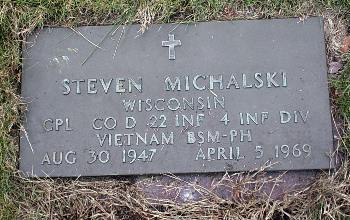 STEVEN MICHALSKI
WISCONSIN
CPL CO D 22 INF 4 INF DIV
VIETNAM BSM-PH
AUG 30 1947 APRIL 5 1969